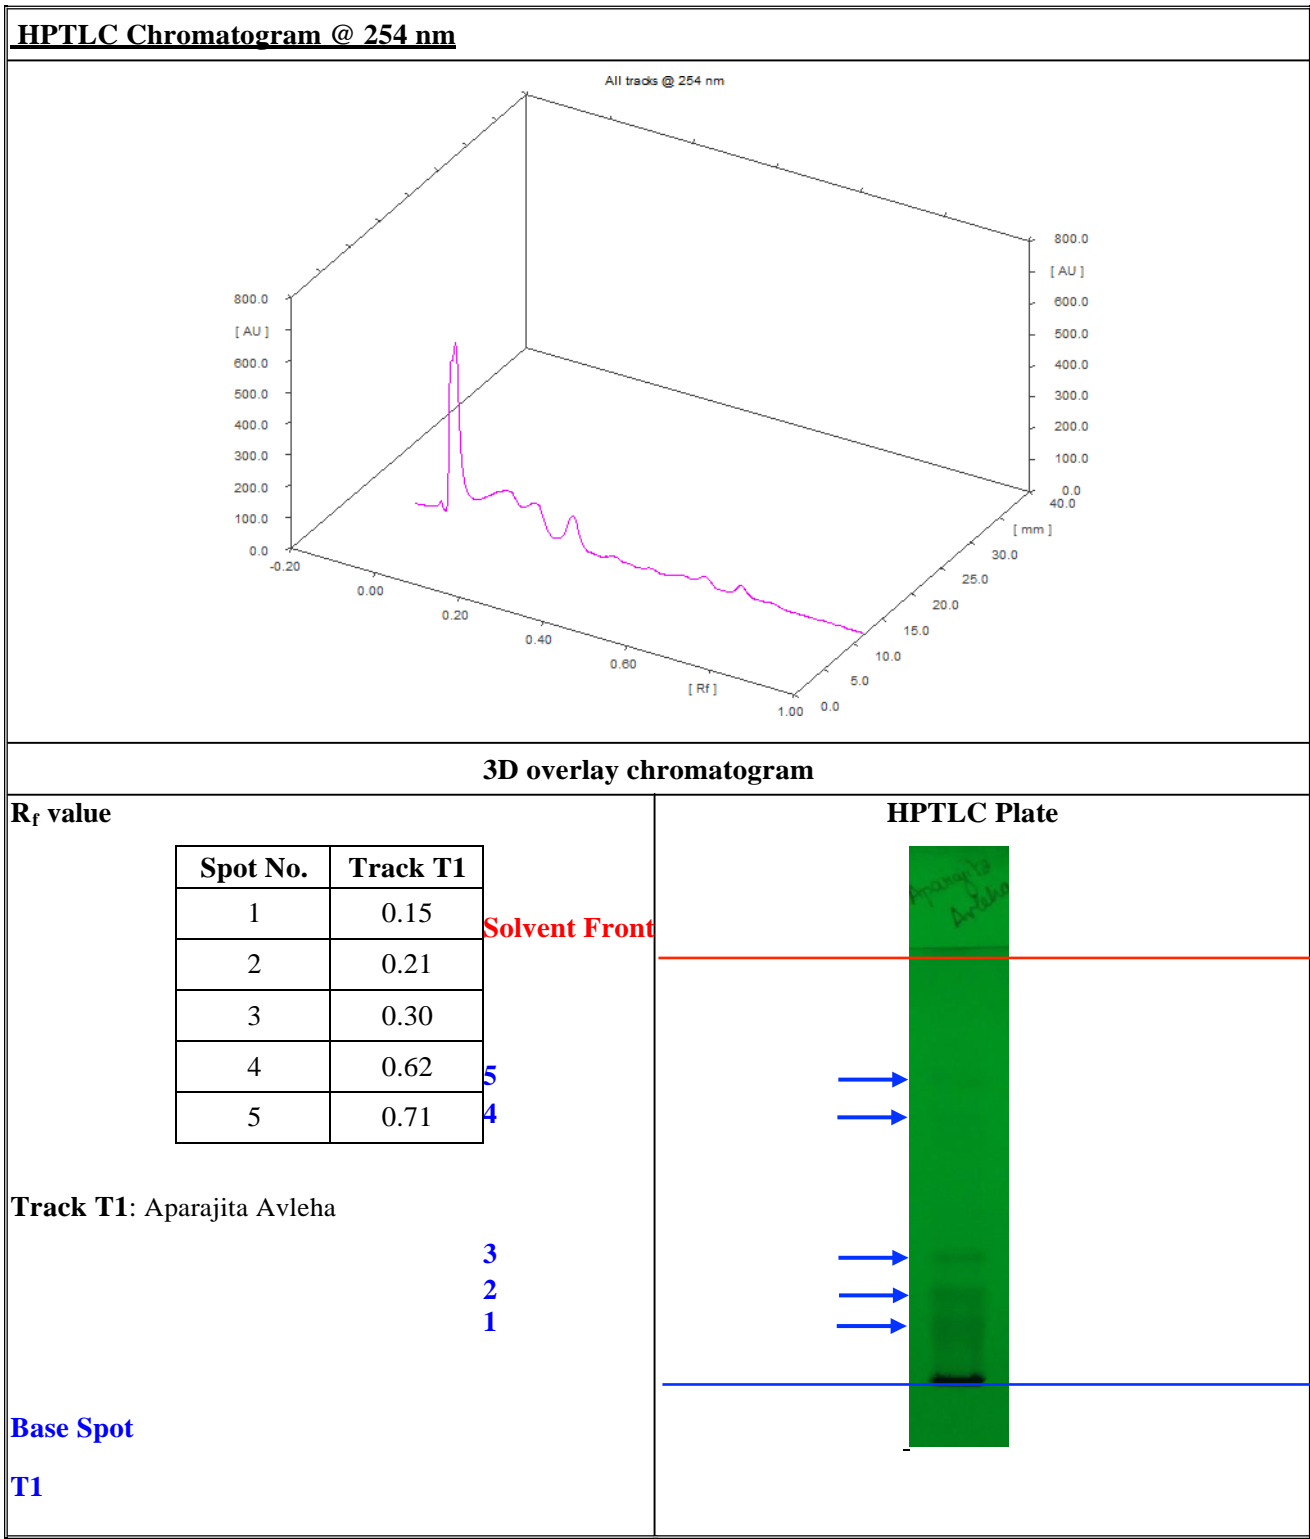 HPTLC Chromatogram @ 254 nm
All tracks @ 254 nm
800.0
[ AU ]
600.0
500.0
400.0
300.0
200.0
100.0
0.0
-0.20
0.00
0.20
0.40
0.60
[ Rf ]
1.00
800.0
[ AU ]
600.0
500.0
400.0
300.0
200.0
100.0
0.0
40.0
[ mm ]
30.0
25.0
20.0
15.0
10.0
5.0
0.0
3D overlay chromatogram
Rf value
Spot No. Track T1
1 0.15
2 0.21
3 0.30
4 0.62
5 0.71
Track T1: Aparajita Avleha
Solvent Front
5
4
3
2
1
Base Spot
T1
HPTLC Plate
Aparajita
Avleha